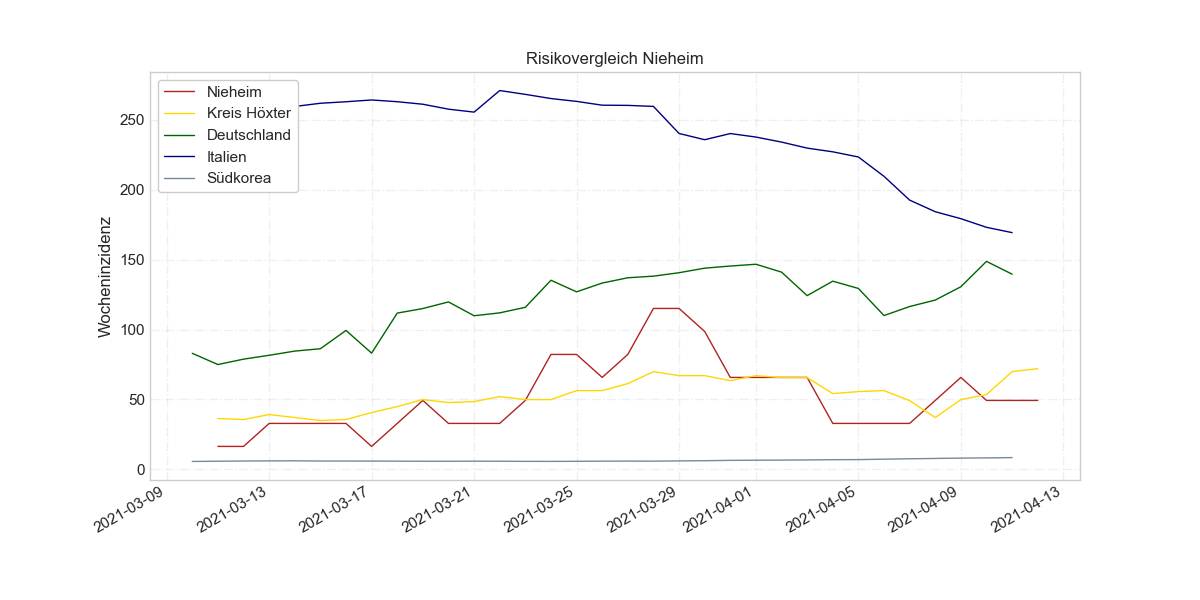 Risikovergleich Nieheim
Nieheim
Kreis Höxter
Deutschland
Italien
Südkorea
Wocheninzidenz
250
200
150
100
50
0
2021-03-09
2021-03-13
2021-03-17
2021-03-21
2021-03-25
2021-03-29
2021-04-01
2021-04-05
2021-04-09
2021-04-13